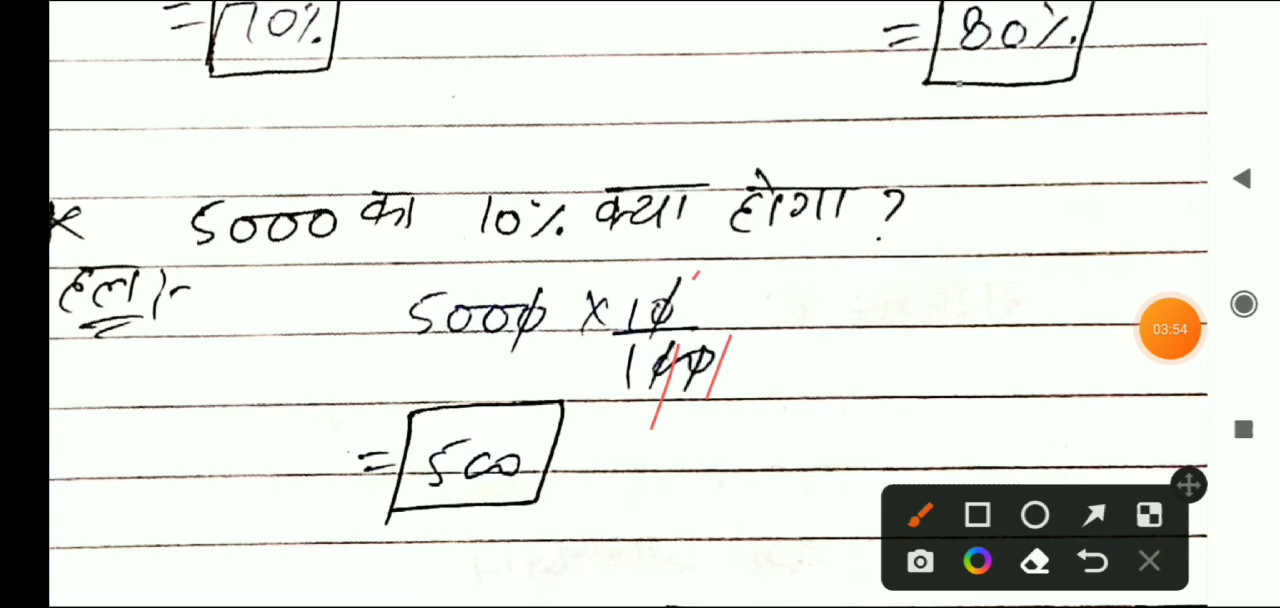 = 70% = 80%
* 5000 का 10% क्या होगा ?
हल :- 5000 × 10
100
= 500
03:54